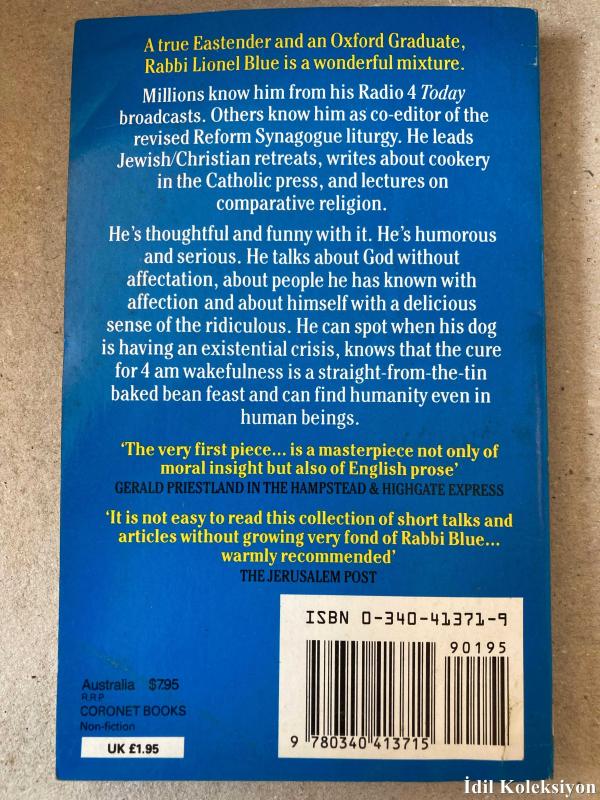 A true Eastender and an Oxford Graduate,
Rabbi Lionel Blue is a wonderful mixture.
Millions know him from his Radio 4 Today
broadcasts. Others know him as co-editor of the
revised Reform Synagogue liturgy. He leads
Jewish/Christian retreats, writes about cookery
in the Catholic press, and lectures on
comparative religion.
He's thoughtful and funny with it. He's humorous
and serious. He talks about God without
affectation, about people he has known with
affection and about himself with a delicious
sense of the ridiculous. He can spot when his dog
is having an existential crisis, knows that the cure
for 4 am wakefulness is a straight-from-the-tin
baked bean feast and can find humanity even in
human beings.
'The very first piece... is a masterpiece not only of
moral insight but also of English prose'
GERALD PRIESTLAND IN THE HAMPSTEAD & HIGHGATE EXPRESS
'It is not easy to read this collection of short talks and
articles without growing very fond of Rabbi Blue...
warmly recommended'
THE JERUSALEM POST
ISBN 0-340-41371-9
90195
9 780340 413715
Australia $7.95
R.R.P
CORONET BOOKS
Non-fiction
UK £1.95
İdil Koleksiyon